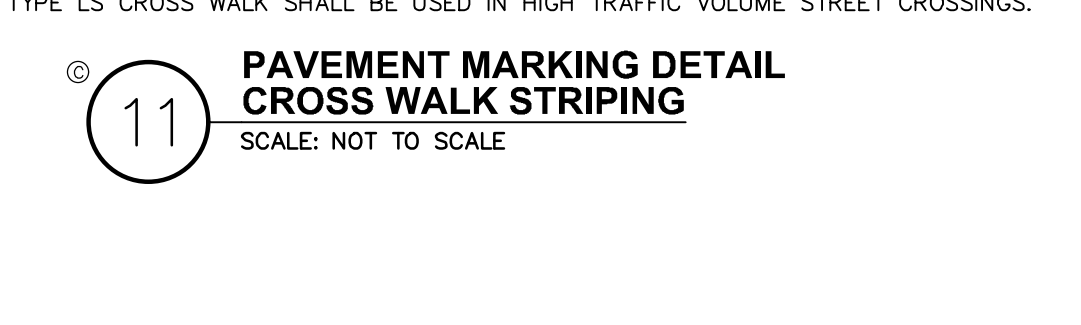 TYPE LS CROSS WALK SHALL BE USED IN HIGH TRAFFIC VOLUME STREET CROSSINGS.
© 11 PAVEMENT MARKING DETAIL
CROSS WALK STRIPING
SCALE: NOT TO SCALE